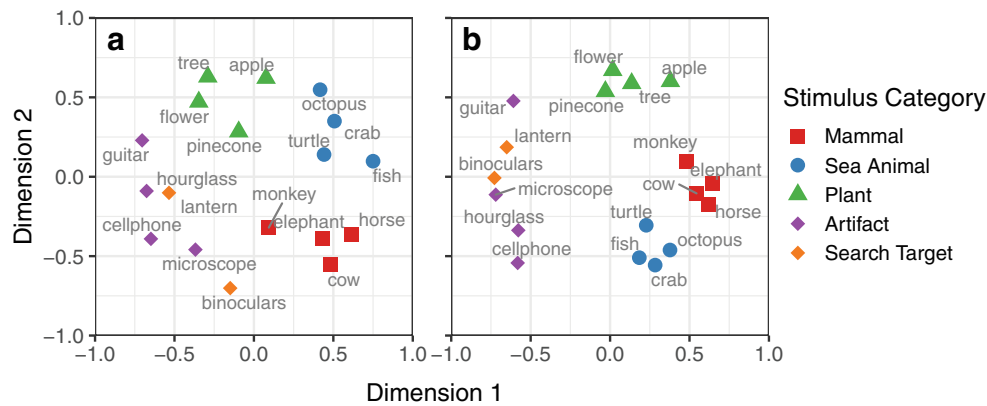 a
b
1.0
0.5
0.0
−0.5
−1.0
Dimension 2
tree
apple
flower
octopus
crab
pinecone
turtle
fish
guitar
hourglass
monkey
lantern
cellphone
elephant
horse
microscope
cow
binoculars
flower
apple
tree
pinecone
guitar
lantern
monkey
binoculars
elephant
cow
microscope
horse
hourglass
turtle
cellphone
fish
octopus
crab
−1.0 −0.5 0.0 0.5 1.0
−1.0 −0.5 0.0 0.5 1.0
Dimension 1
Stimulus Category
Mammal
Sea Animal
Plant
Artifact
Search Target